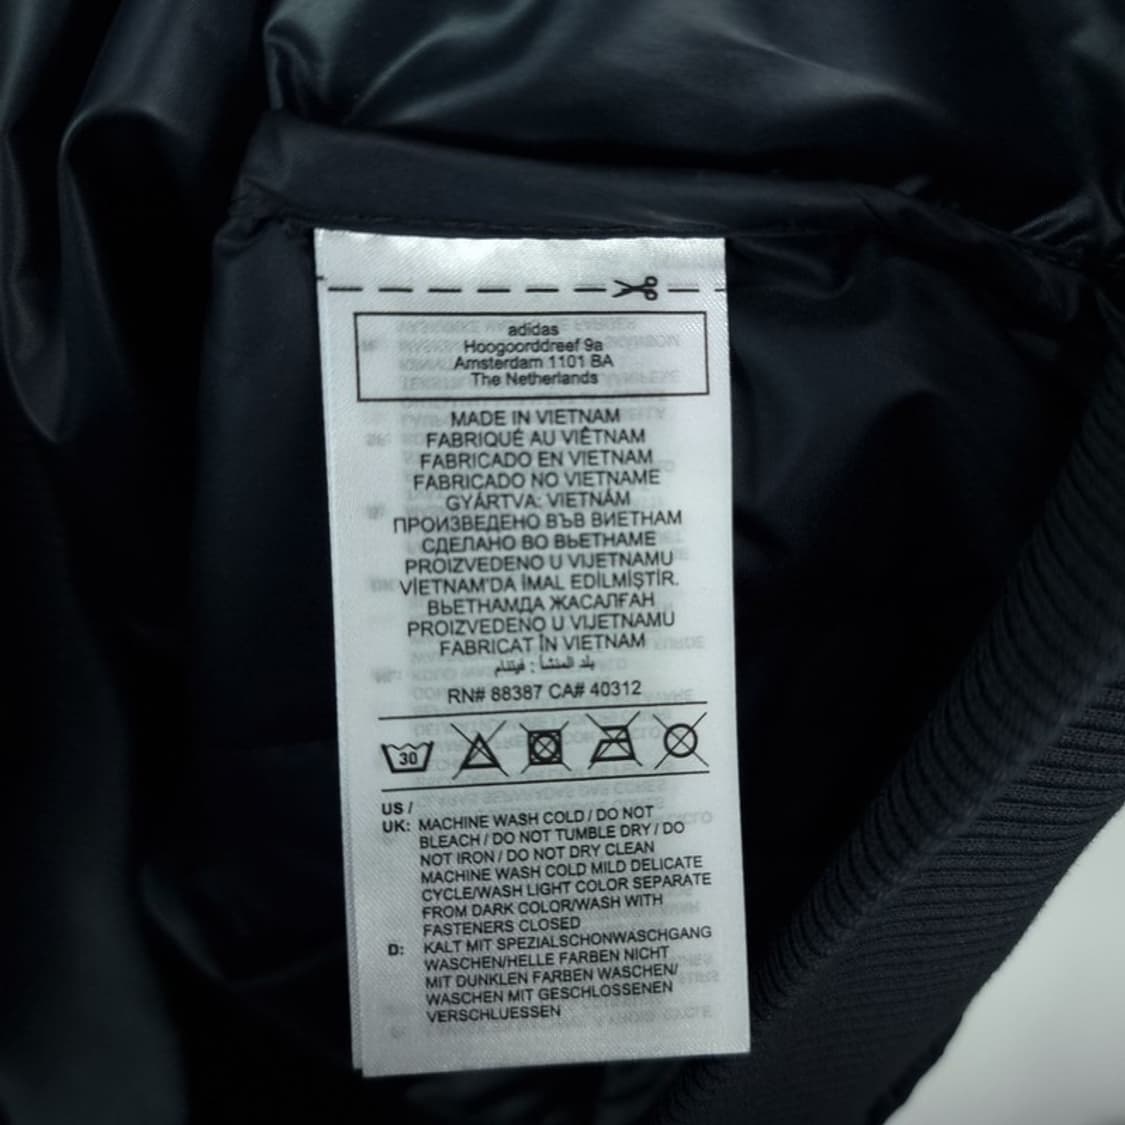 adidas
Hoogoorddreef 9a
Amsterdam 1101 BA
The Netherlands
MADE IN VIETNAM
FABRIQUÉ AU VIÊTNAM
FABRICADO EN VIETNAM
FABRICADO NO VIETNAME
GYÁRTVA: VIETNÁM
ПРОИЗВЕДЕНО ВЪВ ВИЕТНАМ
СДЕЛАНО ВО ВЬЕТНАМЕ
PROIZVEDENO U VIJETNAMU
VİETNAM'DA İMAL EDİLMİŞTİR.
ВЬЕТНАМДА ЖАСАЛҒАН
PROIZVEDENO U VIJETNAMU
FABRICAT ÎN VIETNAM
بلد المنشأ : فيتنام
RN# 88387 CA# 40312
30
US /
UK: MACHINE WASH COLD / DO NOT
BLEACH / DO NOT TUMBLE DRY / DO
NOT IRON / DO NOT DRY CLEAN
MACHINE WASH COLD MILD DELICATE
CYCLE/WASH LIGHT COLOR SEPARATE
FROM DARK COLOR/WASH WITH
FASTENERS CLOSED
D: KALT MIT SPEZIALSCHONWASCHGANG
WASCHEN/HELLE FARBEN NICHT
MIT DUNKLEN FARBEN WASCHEN/
WASCHEN MIT GESCHLOSSENEN
VERSCHLUESSEN